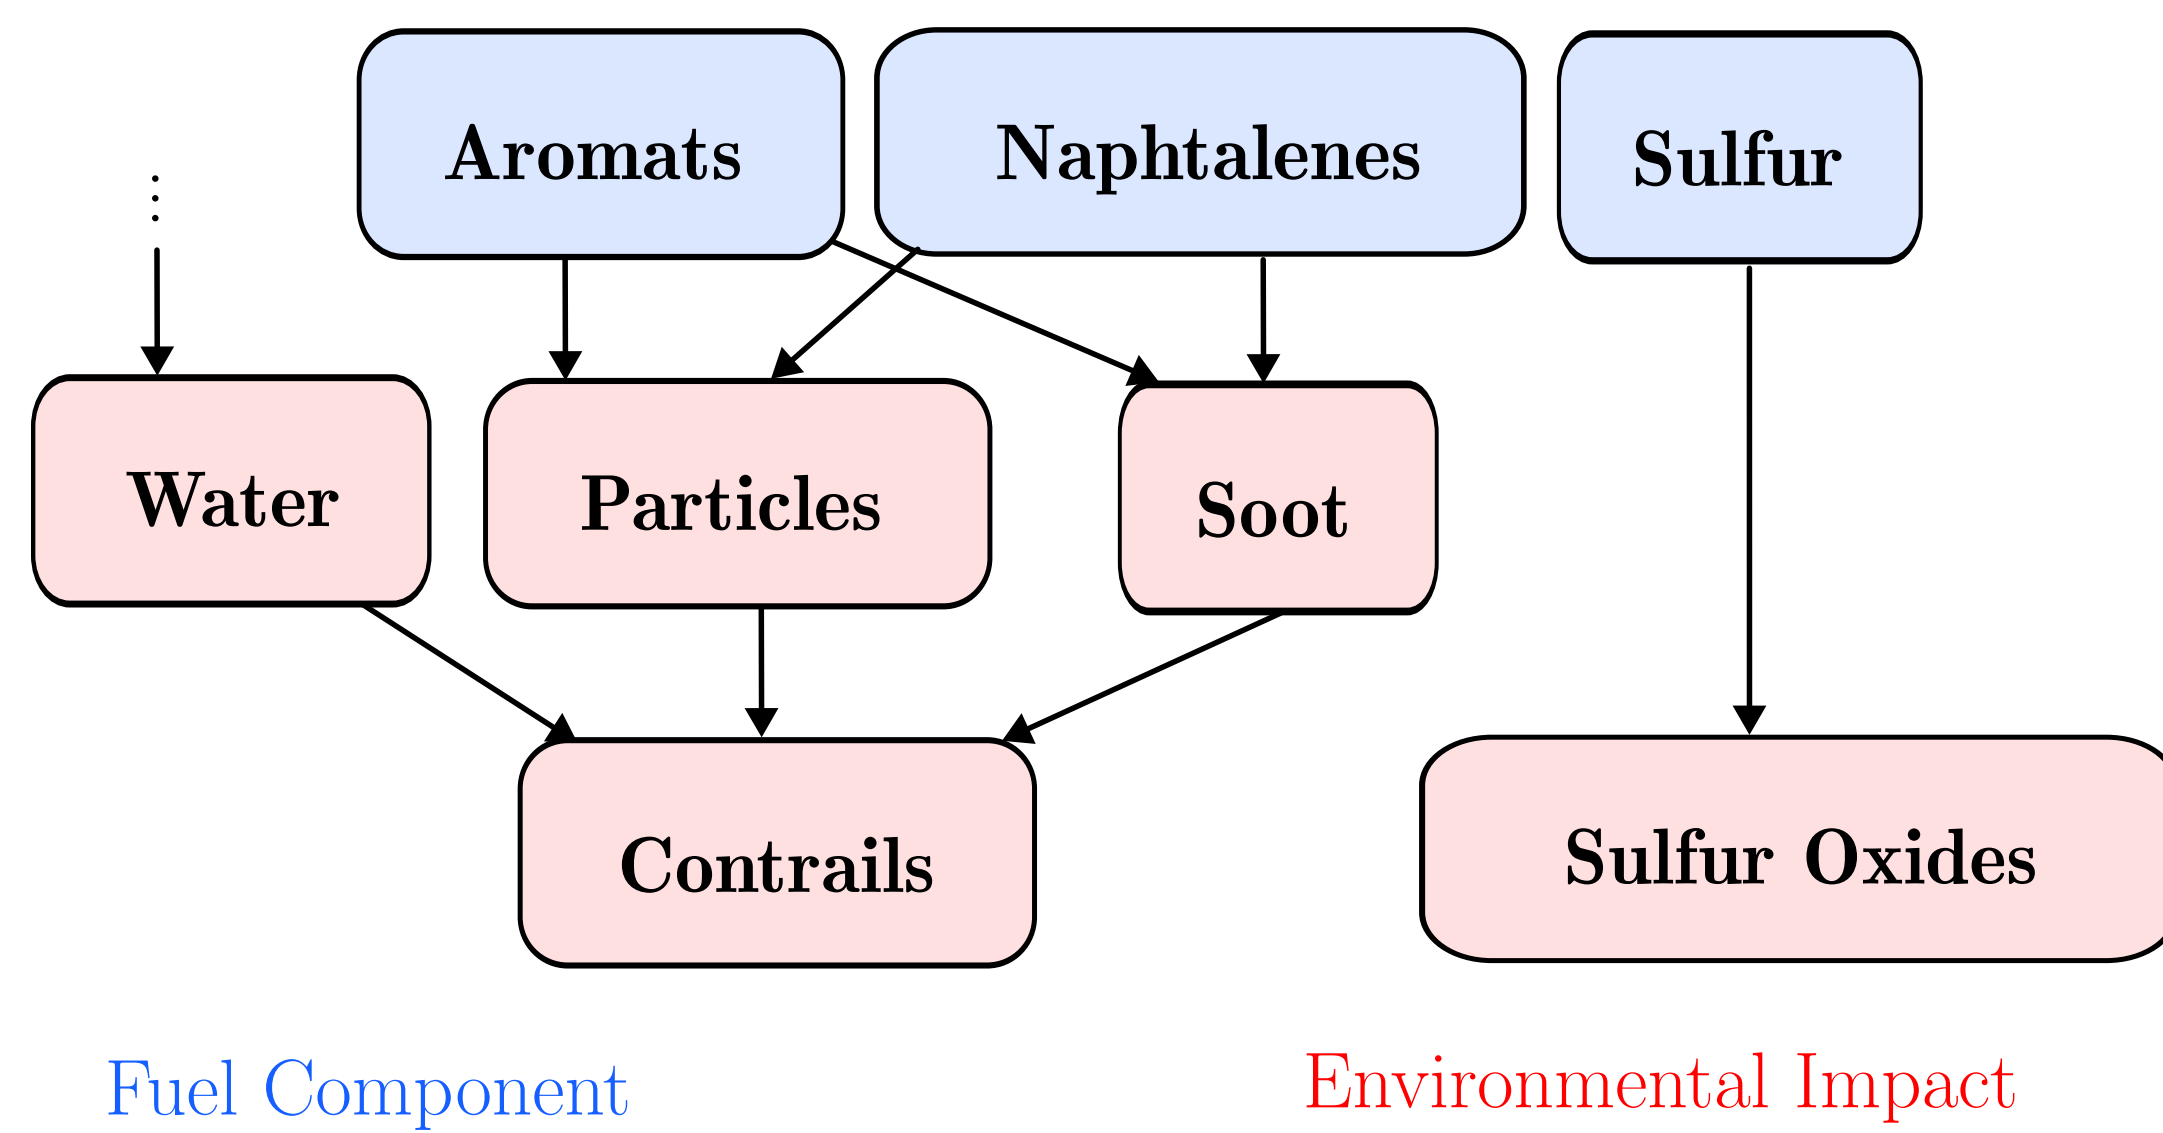 Aromats
Naphtalenes
Sulfur
⋮
Water
Particles
Soot
Contrails
Sulfur Oxides
Fuel Component
Environmental Impact